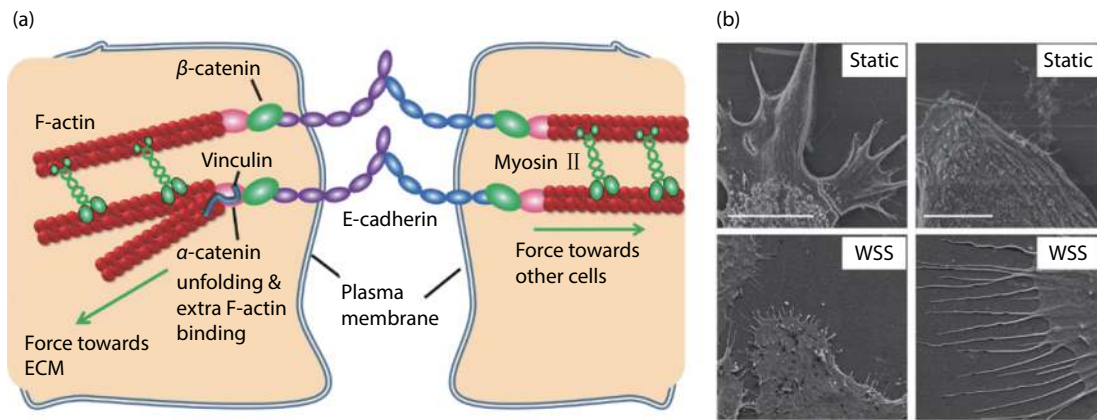 (a)
β-catenin
F-actin
Vinculin
Myosin II
E-cadherin
α-catenin
unfolding &
extra F-actin
binding
Force towards
other cells
Plasma
membrane
Force towards
ECM
(b)
Static
Static
WSS
WSS